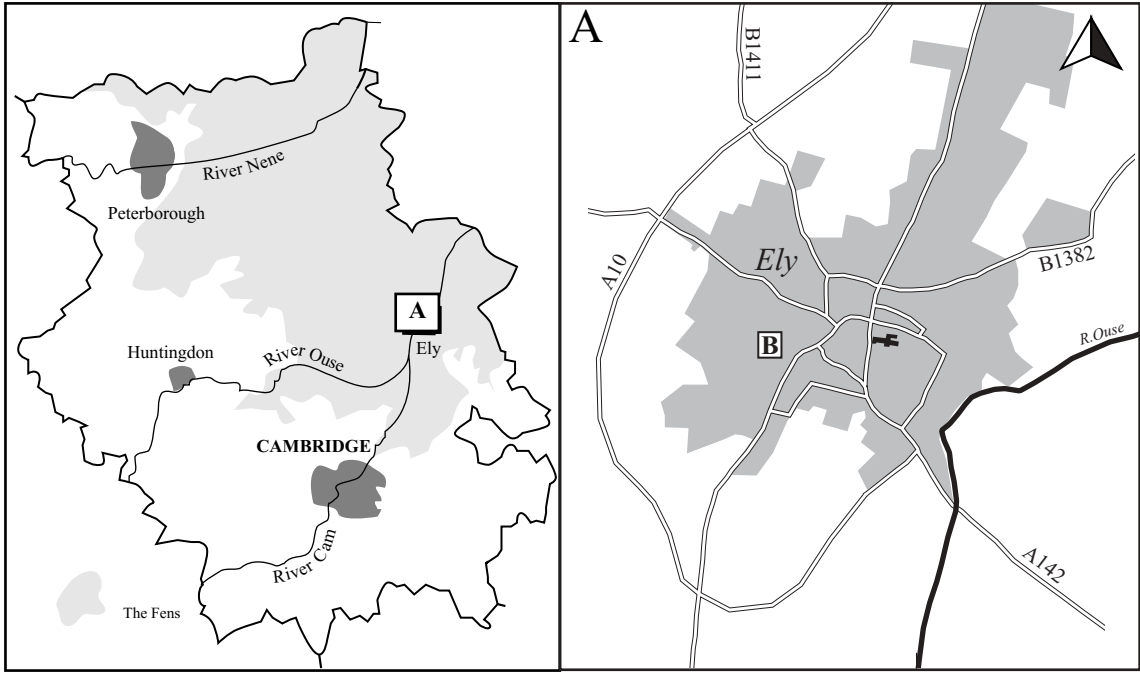 River Nene
Peterborough
A
Ely
Huntingdon
River Ouse
CAMBRIDGE
River Cam
The Fens
A
B1411
A10
Ely
B1382
B
R.Ouse
A142